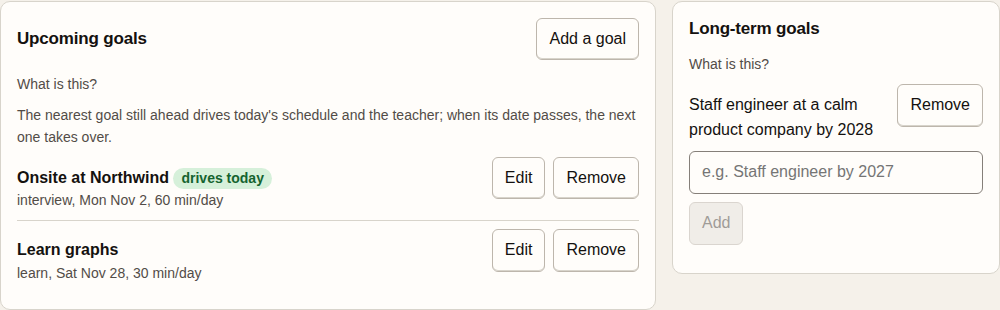 Upcoming goals
Add a goal
What is this?
The nearest goal still ahead drives today's schedule and the teacher; when its date passes, the next
one takes over.
Onsite at Northwind drives today
interview, Mon Nov 2, 60 min/day
Edit
Remove
Learn graphs
learn, Sat Nov 28, 30 min/day
Edit
Remove
Long-term goals
What is this?
Staff engineer at a calm
product company by 2028
Remove
e.g. Staff engineer by 2027
Add